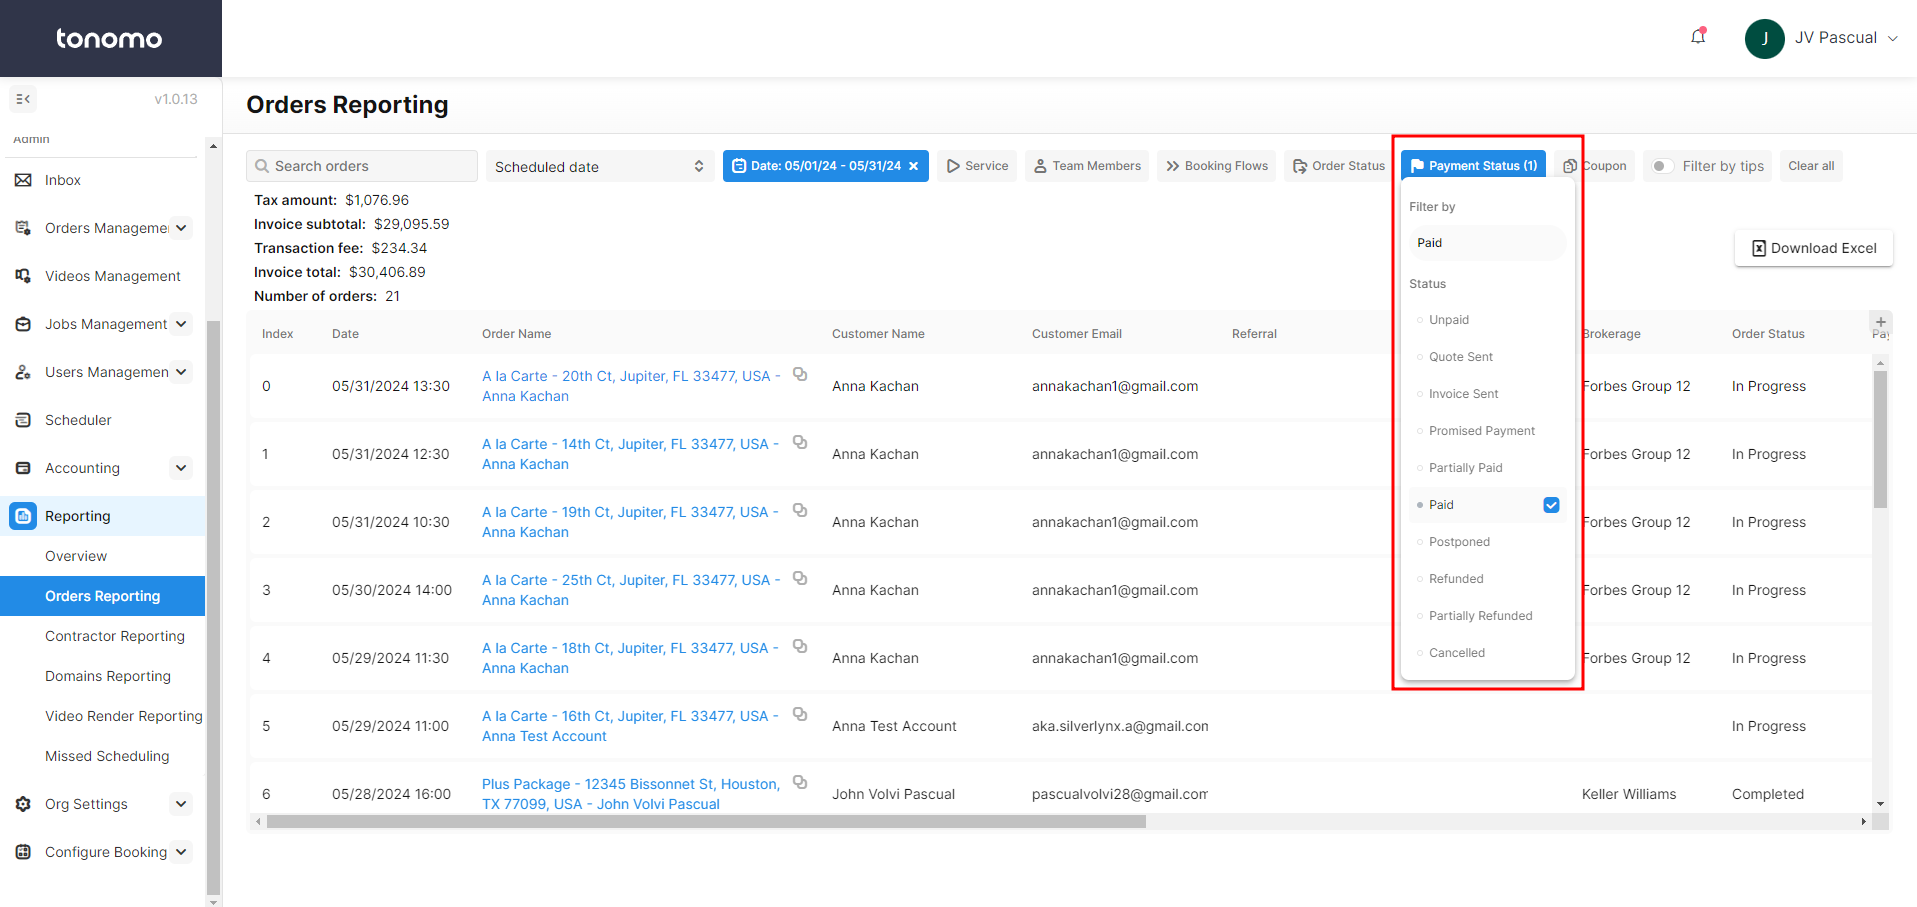 tonomo
JV Pascual
J
v1.0.13
Admin
Inbox
Orders Managemer
Videos Management
Jobs Management
Users Managemen
Scheduler
Accounting
Reporting
Overview
Orders Reporting
Contractor Reporting
Domains Reporting
Video Render Reporting
Missed Scheduling
Org Settings
Configure Booking
Orders Reporting
Search orders
Scheduled date
Date: 05/01/24 - 05/31/24
Service
Team Members
Booking Flows
Order Status
Payment Status (1)
Coupon
Filter by tips
Clear all
Tax amount: $1,076.96
Invoice subtotal: $29,095.59
Transaction fee: $234.34
Invoice total: $30,406.89
Number of orders: 21
Download Excel
Filter by
Paid
Status
Unpaid
Quote Sent
Invoice Sent
Promised Payment
Partially Paid
Paid
Postponed
Refunded
Partially Refunded
Cancelled
Index Date Order Name Customer Name Customer Email Referral Brokerage Order Status Pay
0 05/31/2024 13:30 A la Carte - 20th Ct, Jupiter, FL 33477, USA - Anna Kachan annakachan1@gmail.com Forbes Group 12 In Progress
Anna Kachan
1 05/31/2024 12:30 A la Carte - 14th Ct, Jupiter, FL 33477, USA - Anna Kachan annakachan1@gmail.com Forbes Group 12 In Progress
Anna Kachan
2 05/31/2024 10:30 A la Carte - 19th Ct, Jupiter, FL 33477, USA - Anna Kachan annakachan1@gmail.com Forbes Group 12 In Progress
Anna Kachan
3 05/30/2024 14:00 A la Carte - 25th Ct, Jupiter, FL 33477, USA - Anna Kachan annakachan1@gmail.com Forbes Group 12 In Progress
Anna Kachan
4 05/29/2024 11:30 A la Carte - 18th Ct, Jupiter, FL 33477, USA - Anna Kachan annakachan1@gmail.com Forbes Group 12 In Progress
Anna Kachan
5 05/29/2024 11:00 A la Carte - 16th Ct, Jupiter, FL 33477, USA - Anna Test Account aka.silverlynx.a@gmail.con In Progress
Anna Test Account
6 05/28/2024 16:00 Plus Package - 12345 Bissonnet St, Houston, John Volvi Pascual pascualvolvi28@gmail.com Keller Williams Completed
TX 77099, USA - John Volvi Pascual